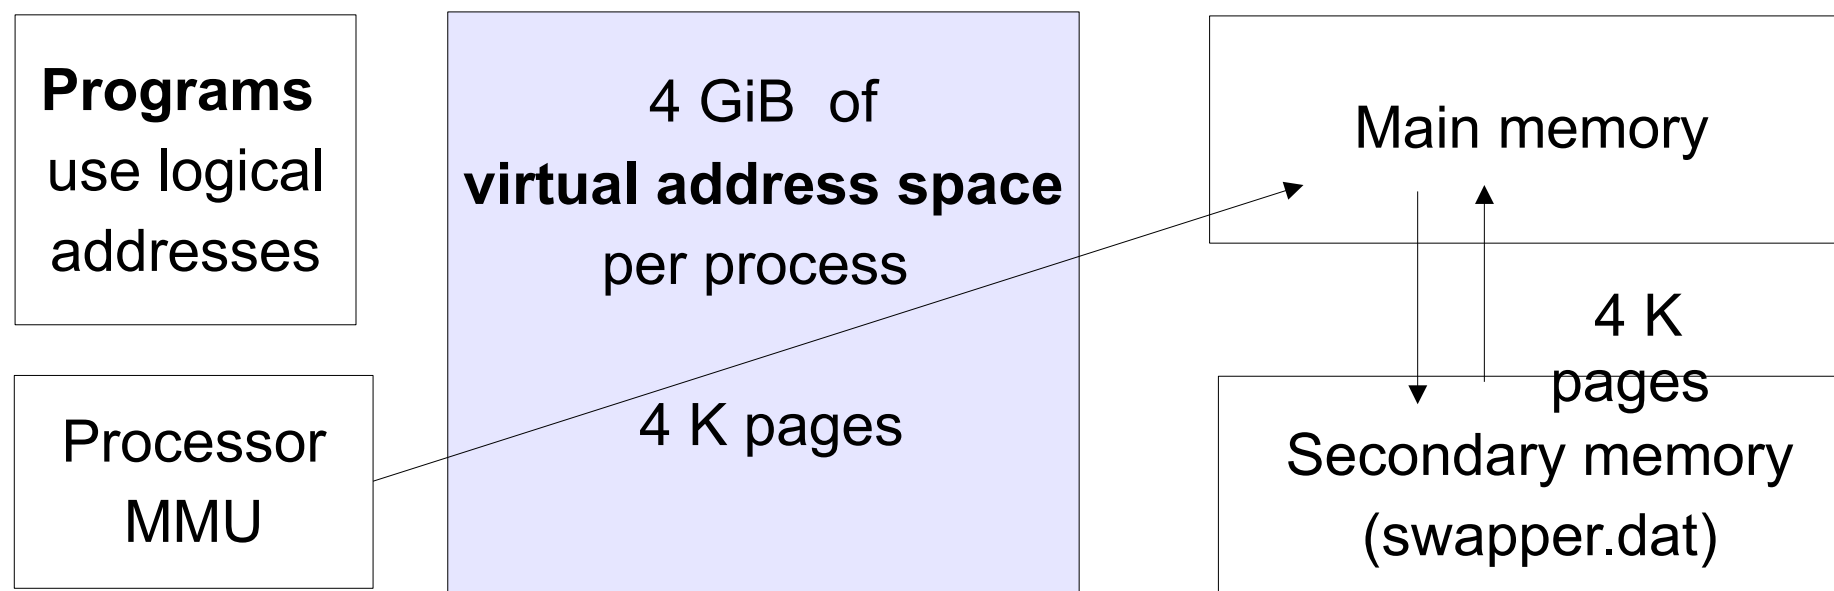 Programs
use logical
addresses
Processor
MMU
4 GiB of
virtual address space
per process
4 K pages
Main memory
4 K
pages
Secondary memory
(swapper.dat)